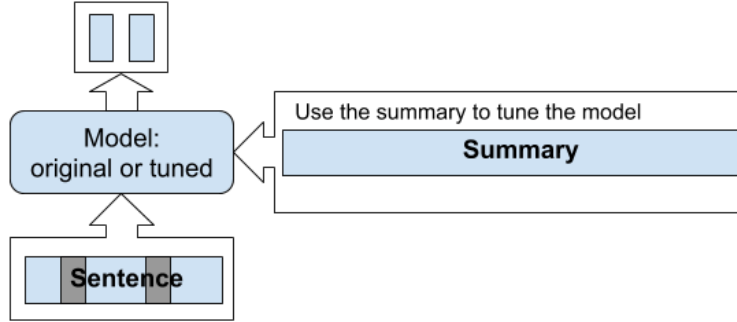 Use the summary to tune the model
Summary
Model:
original or tuned
Sentence